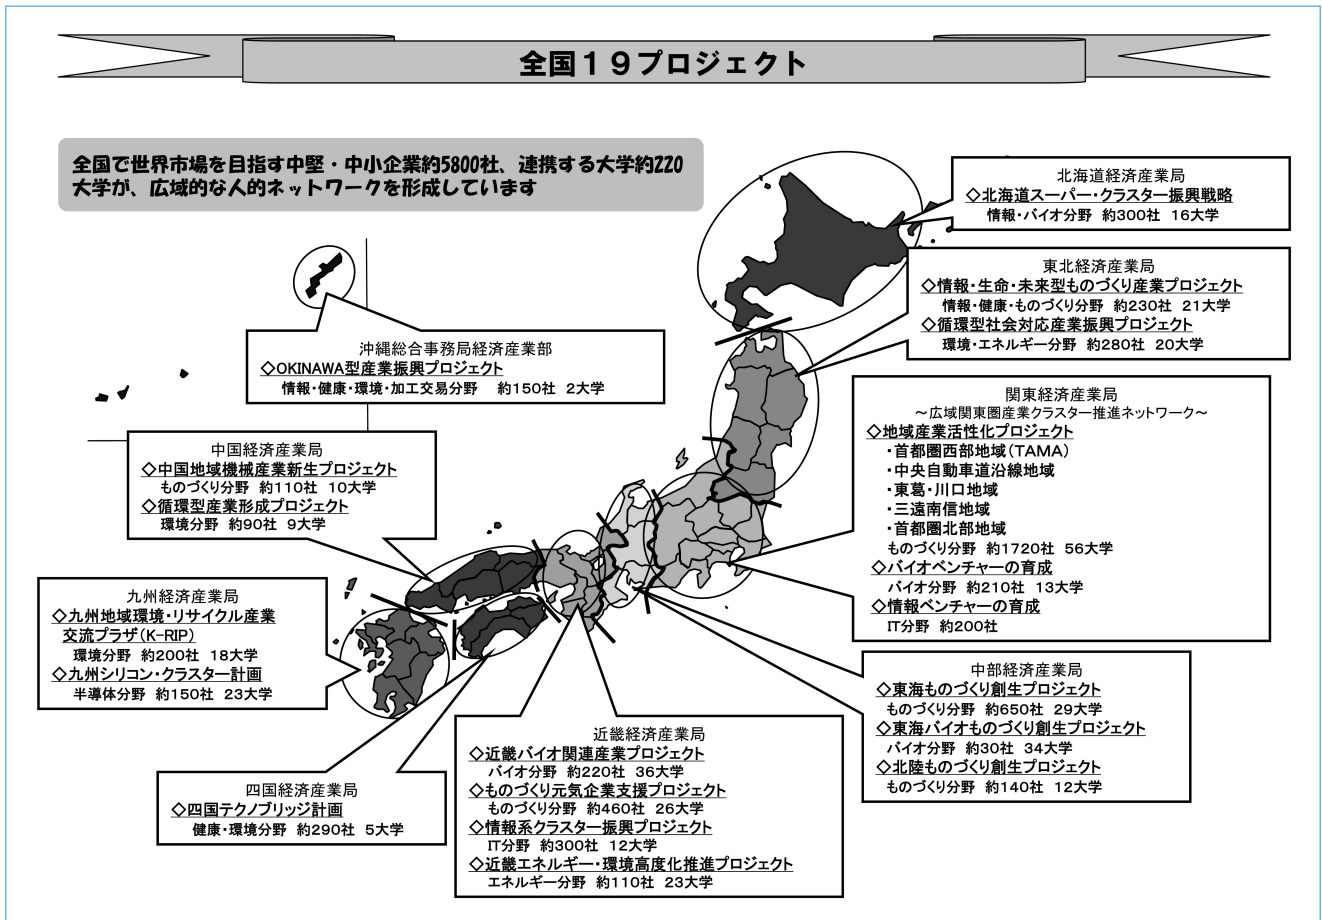 全国19プロジェクト
全国で世界市場を目指す中堅・中小企業約5800社、連携する大学約220
大学が、広域的な人的ネットワークを形成しています
北海道経済産業局
◇北海道スーパー・クラスター振興戦略
情報・バイオ分野 約300社 16大学
東北経済産業局
◇情報・生命・未来型ものづくり産業プロジェクト
情報・健康・ものづくり分野 約230社 21大学
◇循環型社会対応産業振興プロジェクト
環境・エネルギー分野 約280社 20大学
沖縄総合事務局経済産業部
◇OKINAWA型産業振興プロジェクト
情報・健康・環境・加工交易分野 約150社 2大学
関東経済産業局
~広域関東圏産業クラスター推進ネットワーク~
◇地域産業活性化プロジェクト
・首都圏西部地域(TAMA)
・中央自動車道沿線地域
・東葛・川口地域
・三遠南信地域
・首都圏北部地域
ものづくり分野 約1720社 56大学
◇バイオベンチャーの育成
バイオ分野 約210社 13大学
◇情報ベンチャーの育成
IT分野 約200社
中国経済産業局
◇中国地域機械産業新生プロジェクト
ものづくり分野 約110社 10大学
◇循環型産業形成プロジェクト
環境分野 約90社 9大学
九州経済産業局
◇九州地域環境・リサイクル産業
交流プラザ(K-RIP)
環境分野 約200社 18大学
◇九州シリコン・クラスター計画
半導体分野 約150社 23大学
中部経済産業局
◇東海ものづくり創生プロジェクト
ものづくり分野 約650社 29大学
◇東海バイオものづくり創生プロジェクト
バイオ分野 約30社 34大学
◇北陸ものづくり創生プロジェクト
ものづくり分野 約140社 12大学
近畿経済産業局
◇近畿バイオ関連産業プロジェクト
バイオ分野 約220社 36大学
◇ものづくり元気企業支援プロジェクト
ものづくり分野 約460社 26大学
◇情報系クラスター振興プロジェクト
IT分野 約300社 12大学
◇近畿エネルギー・環境高度化推進プロジェクト
エネルギー分野 約110社 23大学
四国経済産業局
◇四国テクノブリッジ計画
健康・環境分野 約290社 5大学